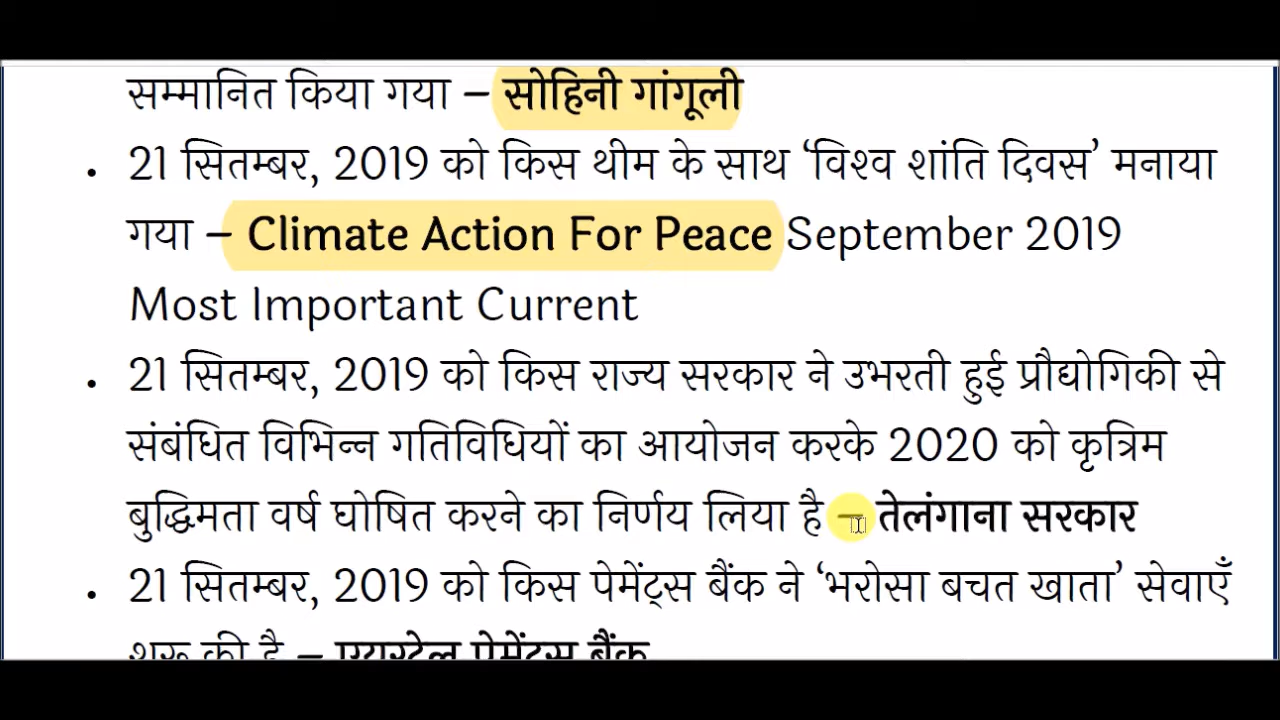 सम्मानित किया गया – सोहिनी गांगूली
• 21 सितम्बर, 2019 को किस थीम के साथ ‘विश्व शांति दिवस’ मनाया
गया – Climate Action For Peace September 2019
Most Important Current
• 21 सितम्बर, 2019 को किस राज्य सरकार ने उभरती हुई प्रौद्योगिकी से
संबंधित विभिन्न गतिविधियों का आयोजन करके 2020 को कृत्रिम
बुद्धिमता वर्ष घोषित करने का निर्णय लिया है – तेलंगाना सरकार
• 21 सितम्बर, 2019 को किस पेमेंट्स बैंक ने ‘भरोसा बचत खाता’ सेवाएँ
शुरू की है – एयरटेल पेमेंट्स बैंक